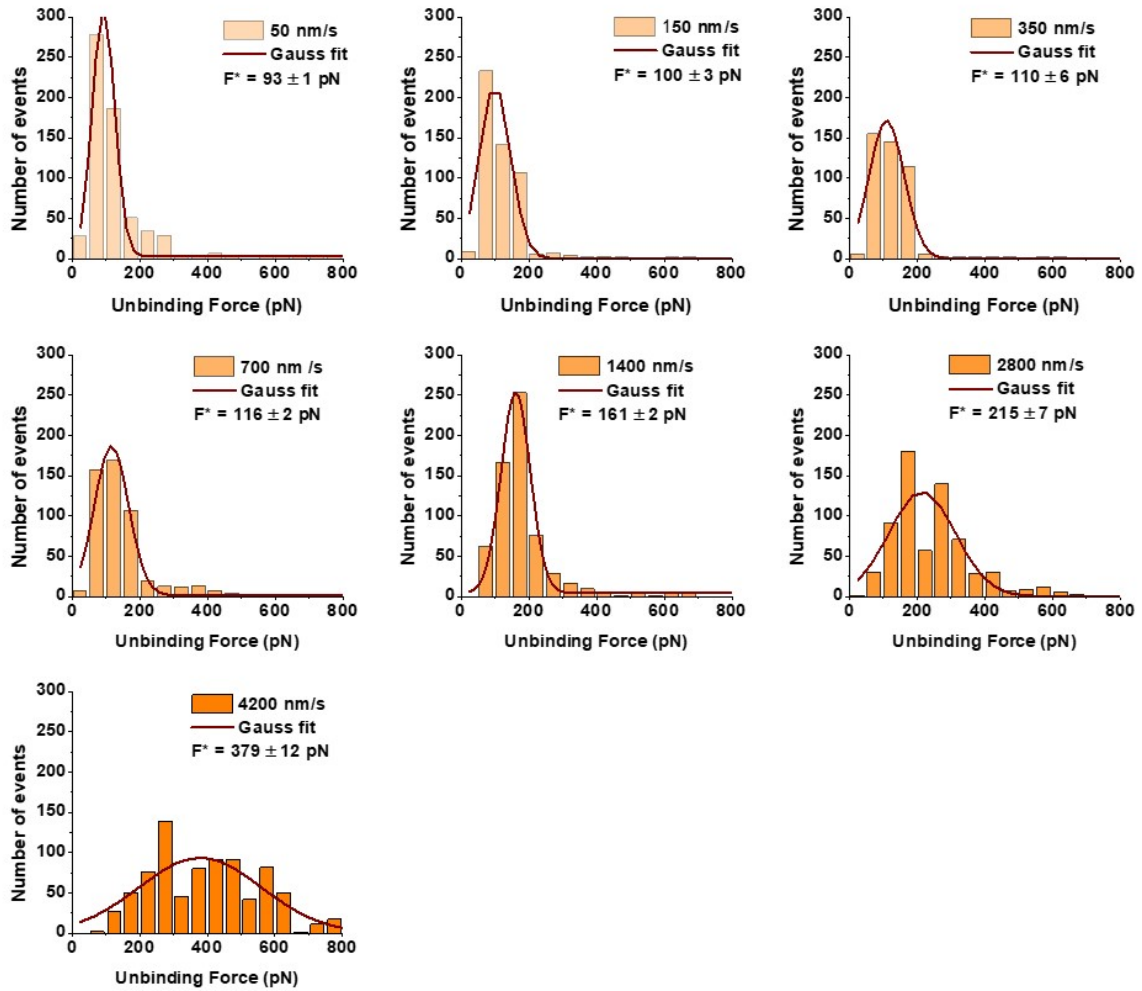 300
250
200
150
100
50
0
Number of events
50 nm/s
Gauss fit
F* = 93 ± 1 pN
0 200 400 600 800
Unbinding Force (pN)
300
250
200
150
100
50
0
Number of events
150 nm/s
Gauss fit
F* = 100 ± 3 pN
0 200 400 600 800
Unbinding Force (pN)
300
250
200
150
100
50
0
Number of events
350 nm/s
Gauss fit
F* = 110 ± 6 pN
0 200 400 600 800
Unbinding Force (pN)
300
250
200
150
100
50
0
Number of events
700 nm/s
Gauss fit
F* = 116 ± 2 pN
0 200 400 600 800
Unbinding Force (pN)
300
250
200
150
100
50
0
Number of events
1400 nm/s
Gauss fit
F* = 161 ± 2 pN
0 200 400 600 800
Unbinding Force (pN)
300
250
200
150
100
50
0
Number of events
2800 nm/s
Gauss fit
F* = 215 ± 7 pN
0 200 400 600 800
Unbinding Force (pN)
300
250
200
150
100
50
0
Number of events
4200 nm/s
Gauss fit
F* = 379 ± 12 pN
0 200 400 600 800
Unbinding Force (pN)